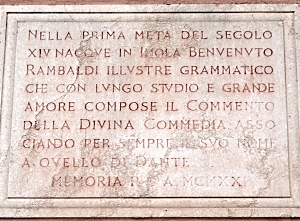 NELLA PRIMA METÀ DEL SECOLO
XIV NACQVE IN IMOLA BENVENVTO
RAMBALDI ILLVSTRE GRAMMATICO
CHE CON LVNGO STVDIO E GRANDE
AMORE COMPOSE IL COMMENTO
DELLA DIVINA COMMEDIA ASSO
CIANDO PER SEMPRE IL SVO NOME
A QVELLO DI DANTE
MEMORIA P. A. MCMXXI